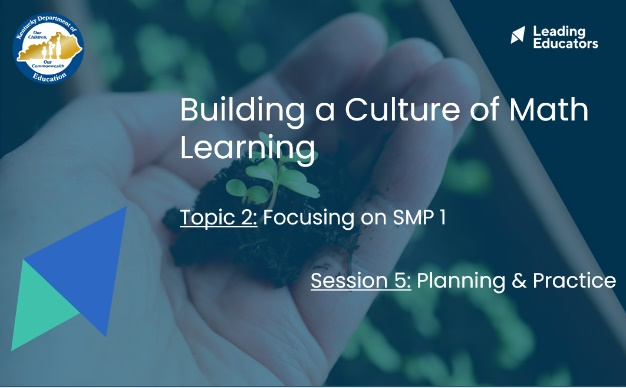 Kentucky Department of
Our
Children,
Our
Commonwealth
Education
Leading
Educators
Building a Culture of Math
Learning
Topic 2: Focusing on SMP 1
Session 5: Planning & Practice